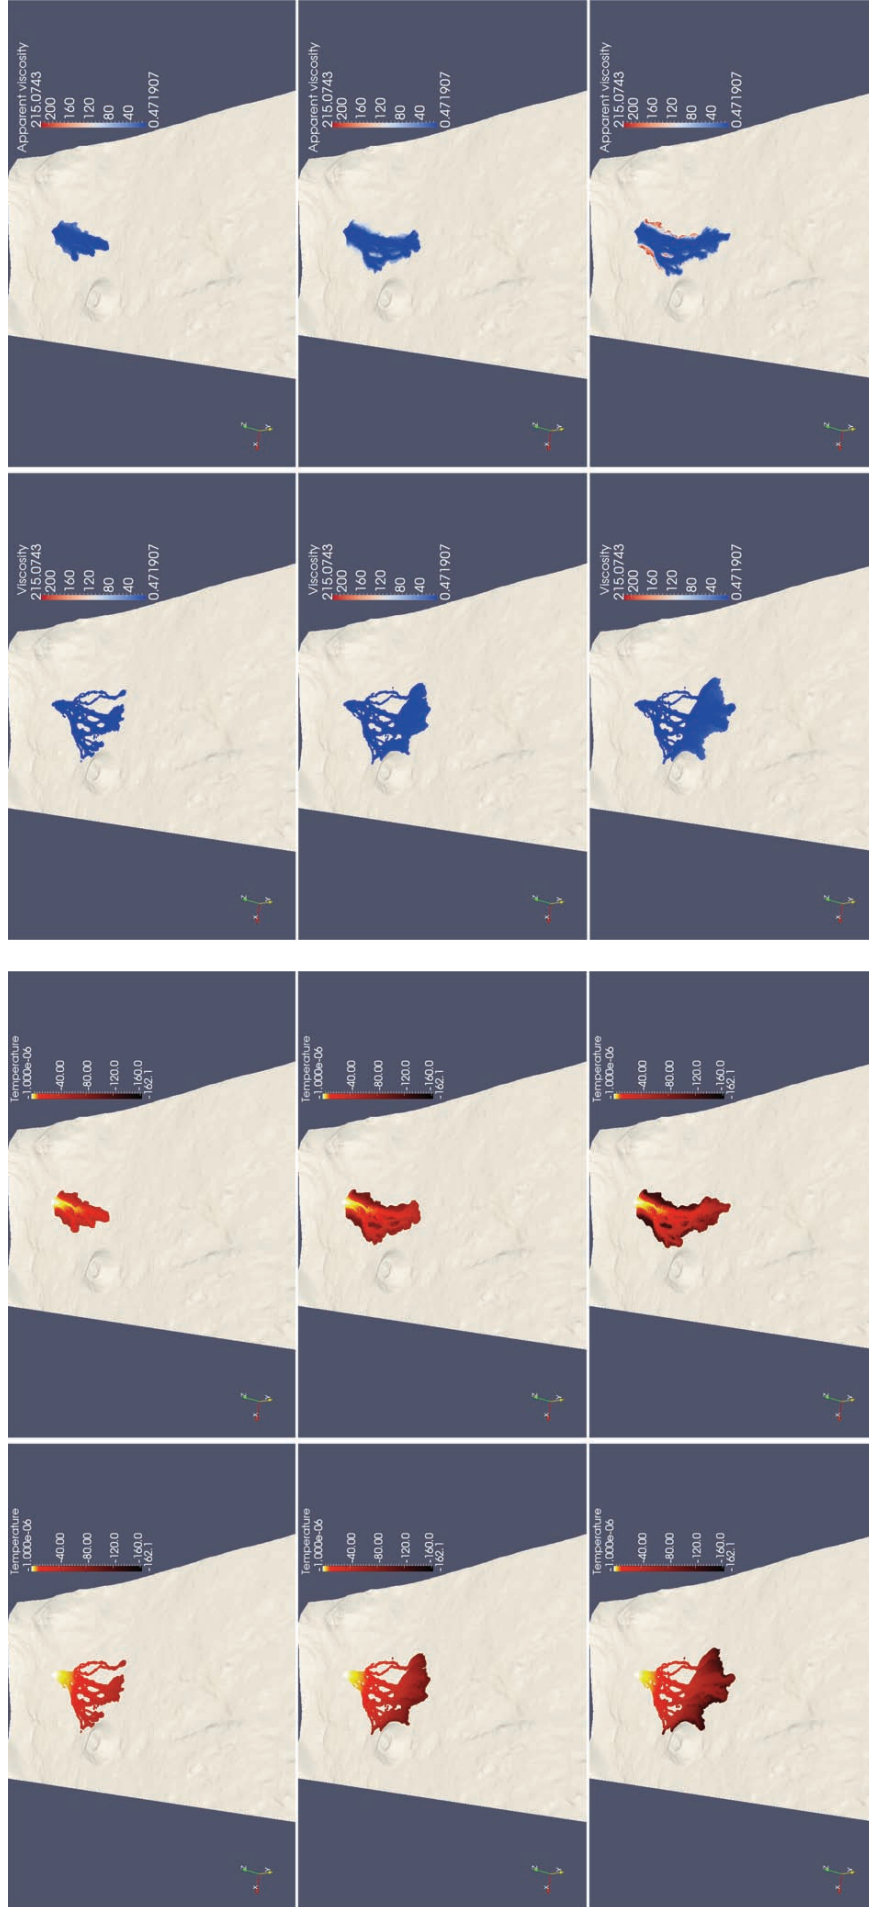 Temperature
-1.000e-06
-40.00
-80.00
-120.0
-160.0
-162.1
Z
X
Y
Temperature
-1.000e-06
-40.00
-80.00
-120.0
-160.0
-162.1
Z
X
Y
Viscosity
215.0743
200
160
120
80
40
0.471907
Z
X
Y
Apparent viscosity
215.0743
200
160
120
80
40
0.471907
Z
X
Y
Temperature
-1.000e-06
-40.00
-80.00
-120.0
-160.0
-162.1
Z
X
Y
Temperature
-1.000e-06
-40.00
-80.00
-120.0
-160.0
-162.1
Z
X
Y
Viscosity
215.0743
200
160
120
80
40
0.471907
Z
X
Y
Apparent viscosity
215.0743
200
160
120
80
40
0.471907
Z
X
Y
Temperature
-1.000e-06
-40.00
-80.00
-120.0
-160.0
-162.1
Z
X
Y
Temperature
-1.000e-06
-40.00
-80.00
-120.0
-160.0
-162.1
Z
X
Y
Viscosity
215.0743
200
160
120
80
40
0.471907
Z
X
Y
Apparent viscosity
215.0743
200
160
120
80
40
0.471907
Z
X
Y